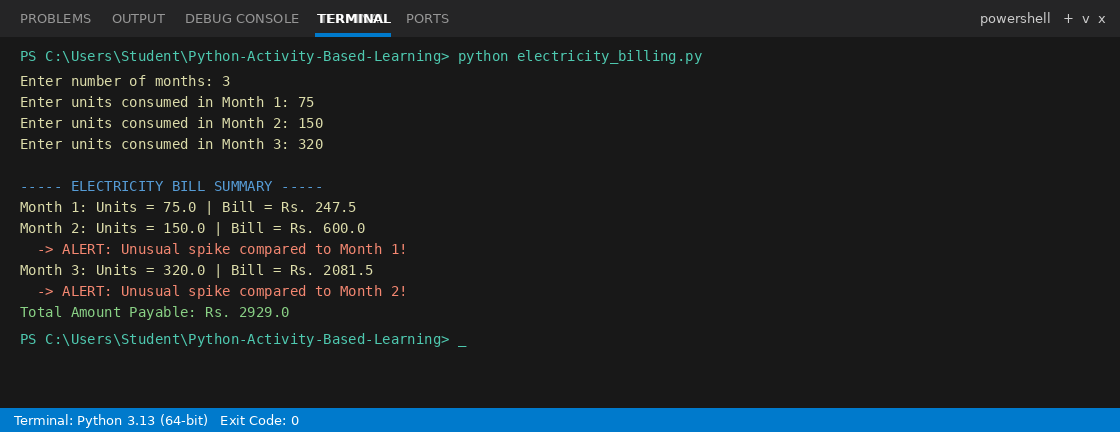 PROBLEMS OUTPUT DEBUG CONSOLE TERMINAL PORTS powershell + v x
PS C:\Users\Student\Python-Activity-Based-Learning> python electricity_billing.py
Enter number of months: 3
Enter units consumed in Month 1: 75
Enter units consumed in Month 2: 150
Enter units consumed in Month 3: 320
----- ELECTRICITY BILL SUMMARY -----
Month 1: Units = 75.0 | Bill = Rs. 247.5
Month 2: Units = 150.0 | Bill = Rs. 600.0
-> ALERT: Unusual spike compared to Month 1!
Month 3: Units = 320.0 | Bill = Rs. 2081.5
-> ALERT: Unusual spike compared to Month 2!
Total Amount Payable: Rs. 2929.0
PS C:\Users\Student\Python-Activity-Based-Learning> _
Terminal: Python 3.13 (64-bit) Exit Code: 0